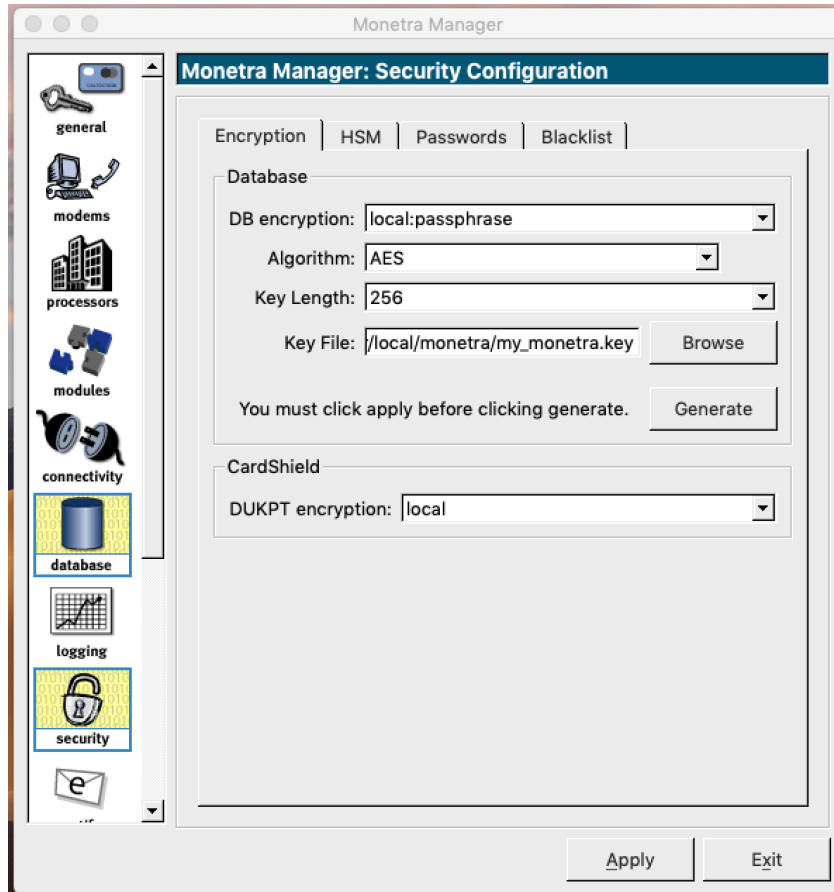 Monetra Manager
general
modems
processors
modules
connectivity
database
logging
security
Monetra Manager: Security Configuration
Encryption HSM Passwords Blacklist
Database
DB encryption: local:passphrase
Algorithm: AES
Key Length: 256
Key File: /local/monetra/my_monetra.key Browse
You must click apply before clicking generate. Generate
CardShield
DUKPT encryption: local
Apply Exit